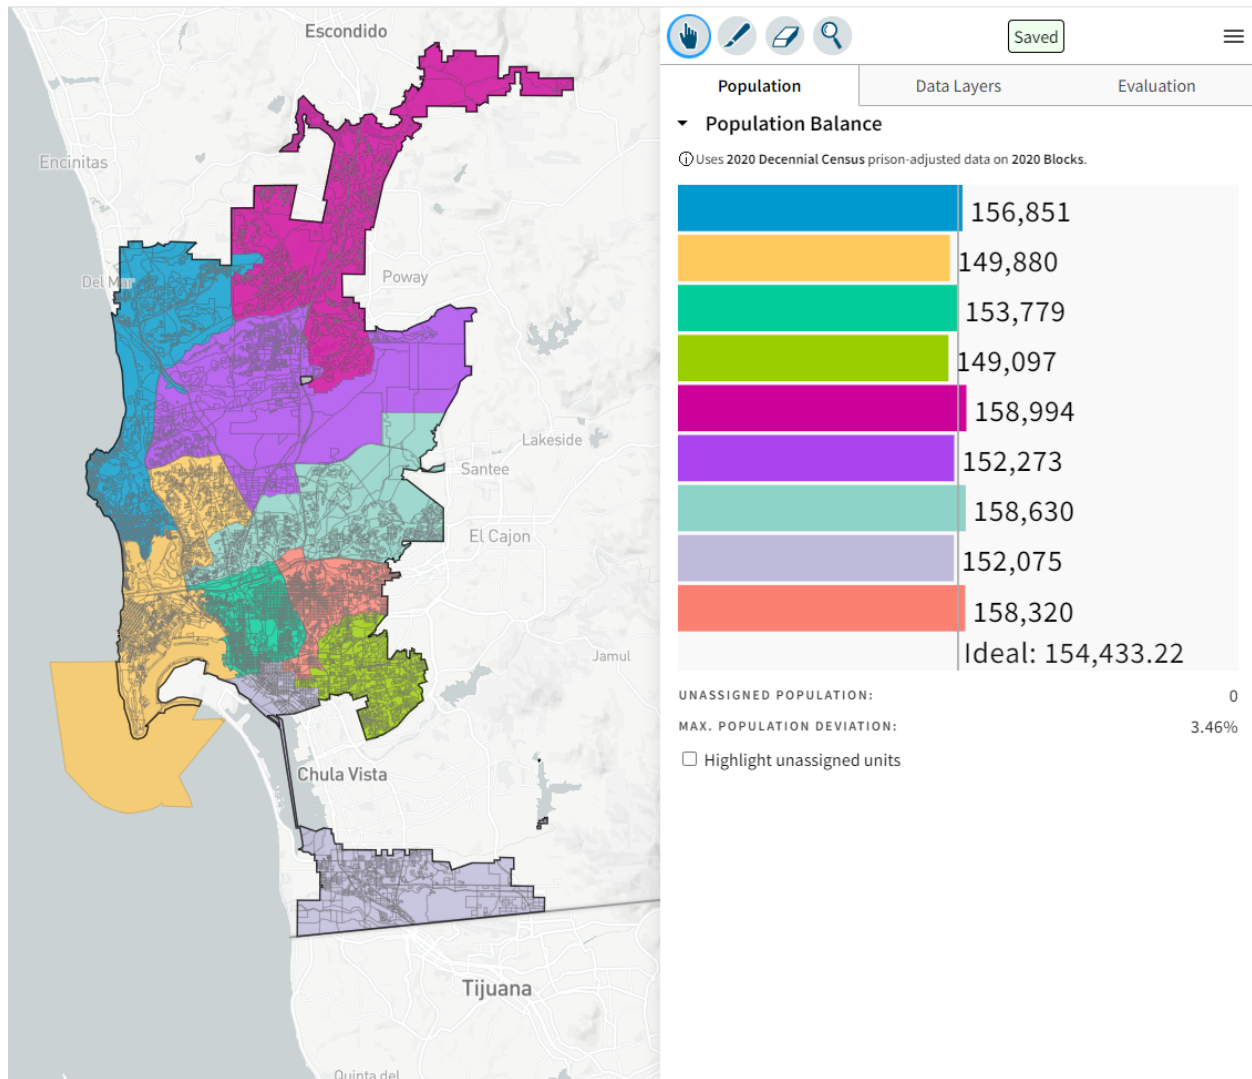 Escondido
Encinitas
Del Mar
Poway
Lakeside
Santee
El Cajon
Jamul
Chula Vista
Tijuana
Quinta del
Saved
Population
Data Layers
Evaluation
Population Balance
Uses 2020 Decennial Census prison-adjusted data on 2020 Blocks.
156,851
149,880
153,779
149,097
158,994
152,273
158,630
152,075
158,320
Ideal: 154,433.22
UNASSIGNED POPULATION: 0
MAX. POPULATION DEVIATION: 3.46%
Highlight unassigned units